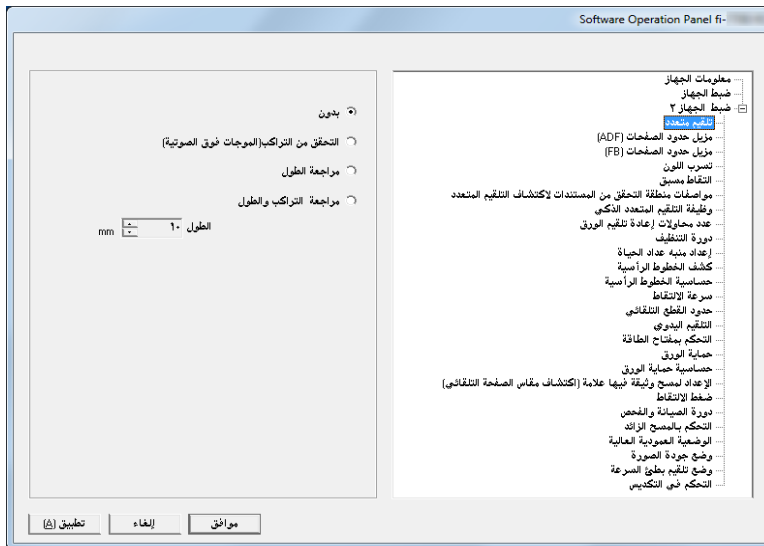 Software Operation Panel fi-
معلومات الجهاز
ضبط الجهاز
ضبط الجهاز ٢
تلقيم متعدد
مزيل حدود الصفحات (ADF)
مزيل حدود الصفحات (FB)
تسرب اللون
التقاط مسبق
مواصفات منطقة التحقق من المستندات لاكتشاف التلقيم المتعدد
وظيفة التلقيم المتعدد الذكي
عدد محاولات إعادة تلقيم الورق
دورة التنظيف
إعداد منبه عداد الحياة
كشف الخطوط الرأسية
حساسية الخطوط الرأسية
سرعة الالتقاط
حدود القطع التلقائي
التلقيم اليدوي
التحكم بمفتاح الطاقة
حماية الورق
حساسية حماية الورق
الإعداد لمسح وثيقة فيها علامة (اكتشاف مقاس الصفحة التلقائي)
ضغط الالتقاط
دورة الصيانة والفحص
التحكم بالمسح الزائد
الوضعية العمودية العالية
وضع جودة الصورة
وضع تلقيم بطئ السرعة
التحكم في التكديس
بدون
التحقق من التراكب(الموجات فوق الصوتية)
مراجعة الطول
مراجعة التراكب والطول
الطول ١٠ mm
موافق
إلغاء
تطبيق (A)